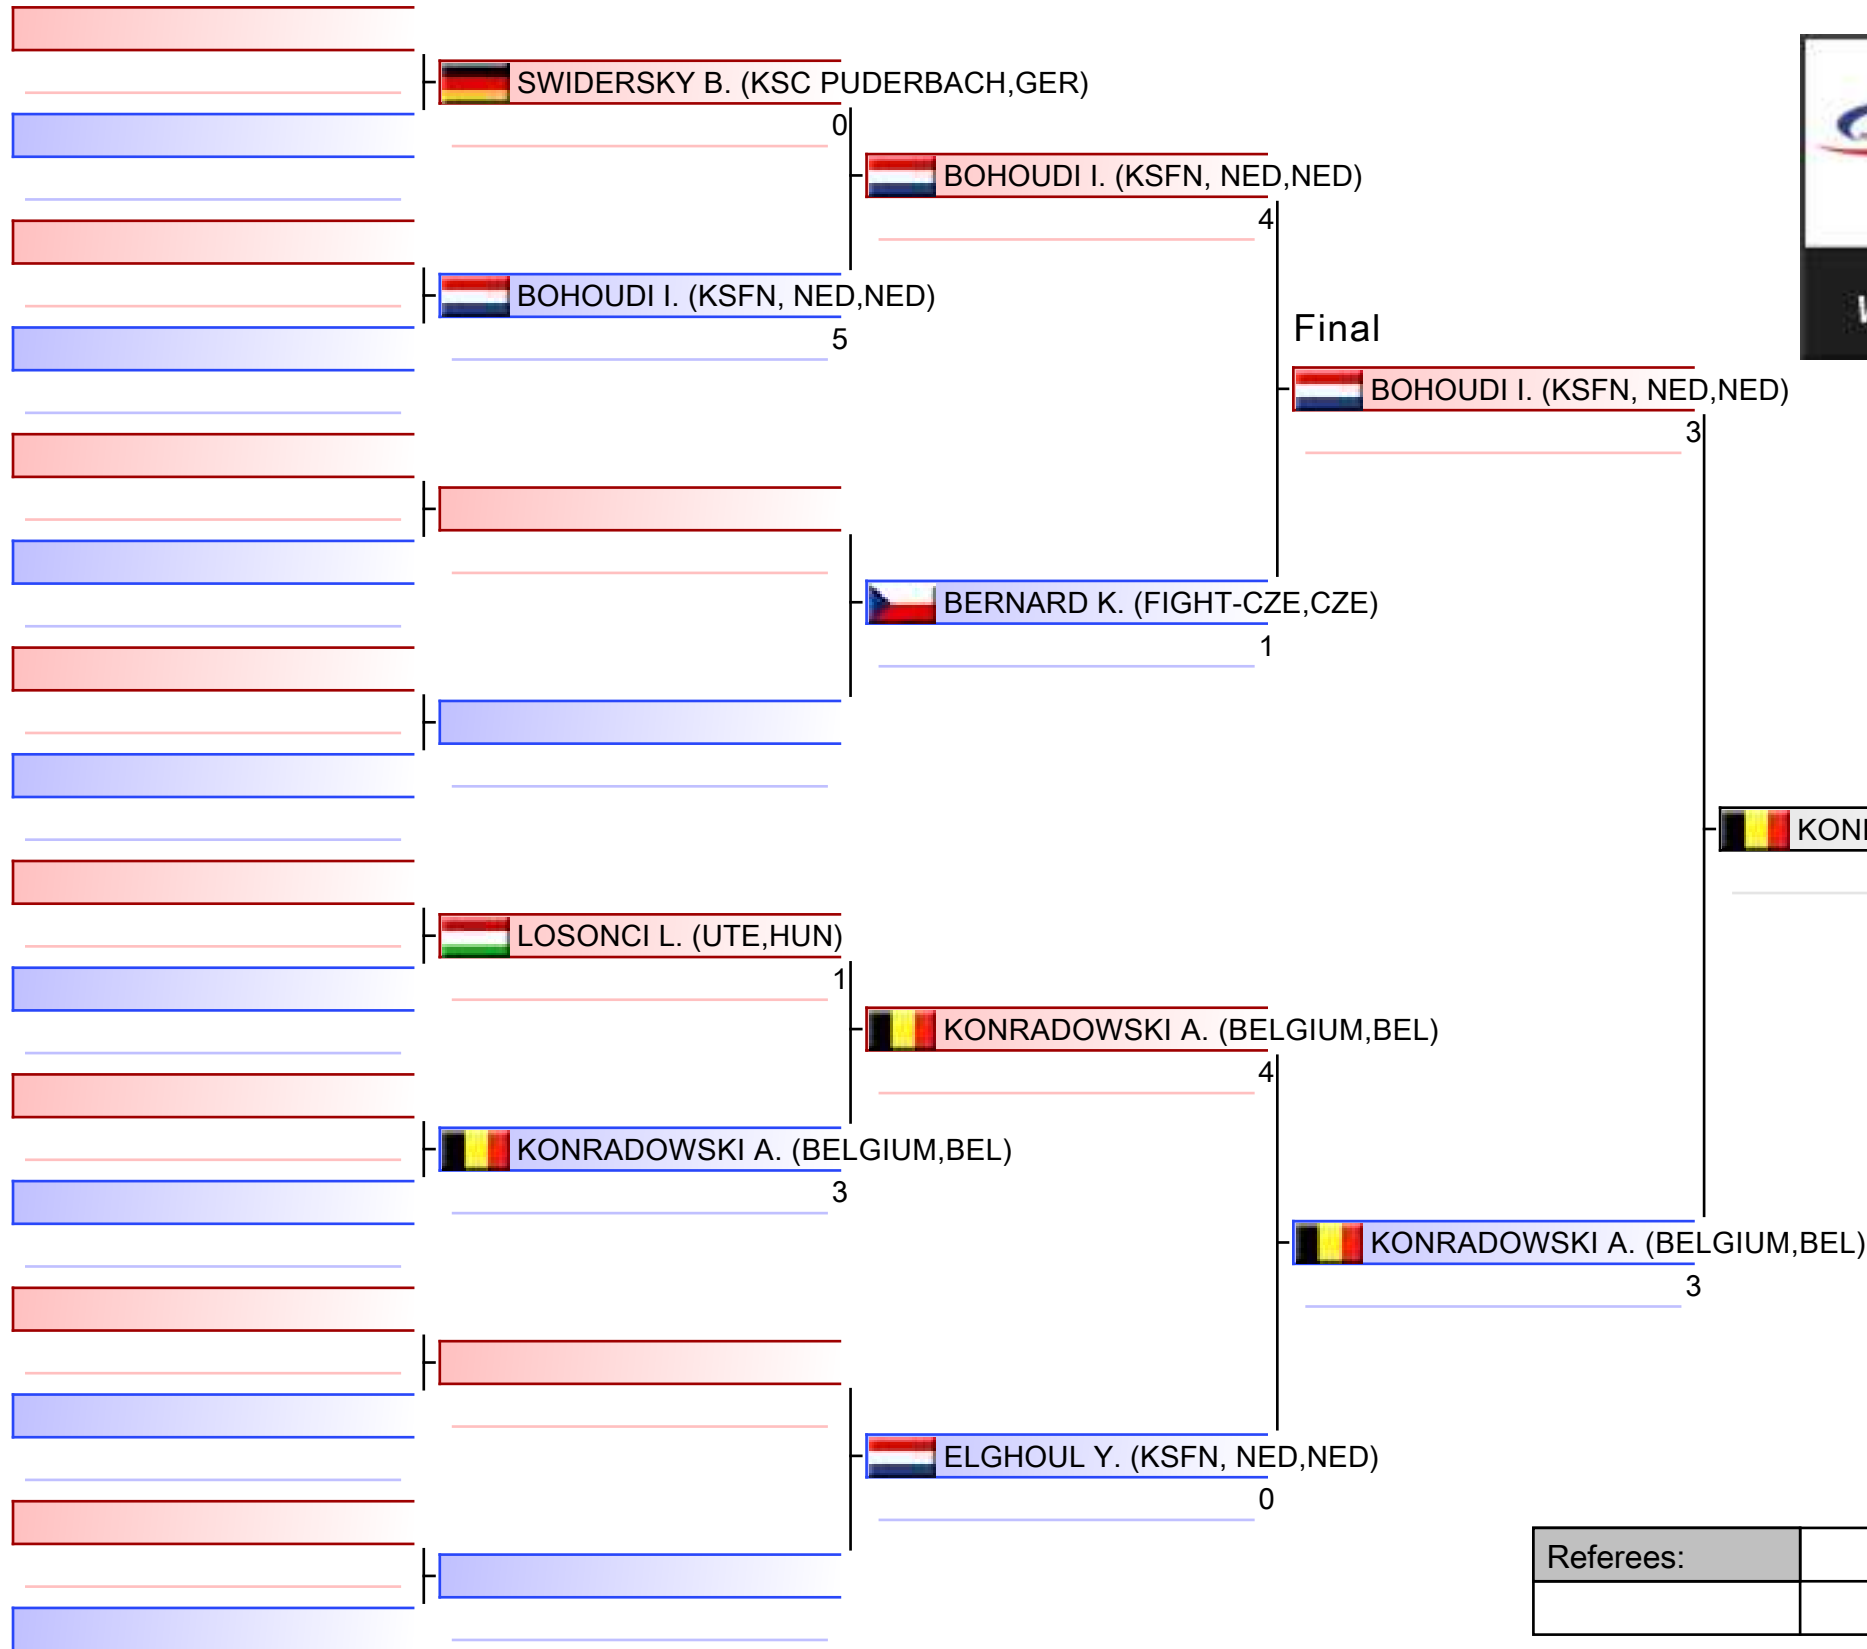 SWIDERSKY B. (KSC PUDERBACH,GER)
0
BOHOUDI I. (KSFN, NED,NED)
4
BOHOUDI I. (KSFN, NED,NED)
5
Final
BOHOUDI I. (KSFN, NED,NED)
3
BERNARD K. (FIGHT-CZE,CZE)
1
LOSONCI L. (UTE,HUN)
1
KONRADOWSKI A. (BELGIUM,BEL)
4
KONRADOWSKI A. (BELGIUM,BEL)
3
KONRADOWSKI A. (BELGIUM,BEL)
3
ELGHOUL Y. (KSFN, NED,NED)
0
Referees: